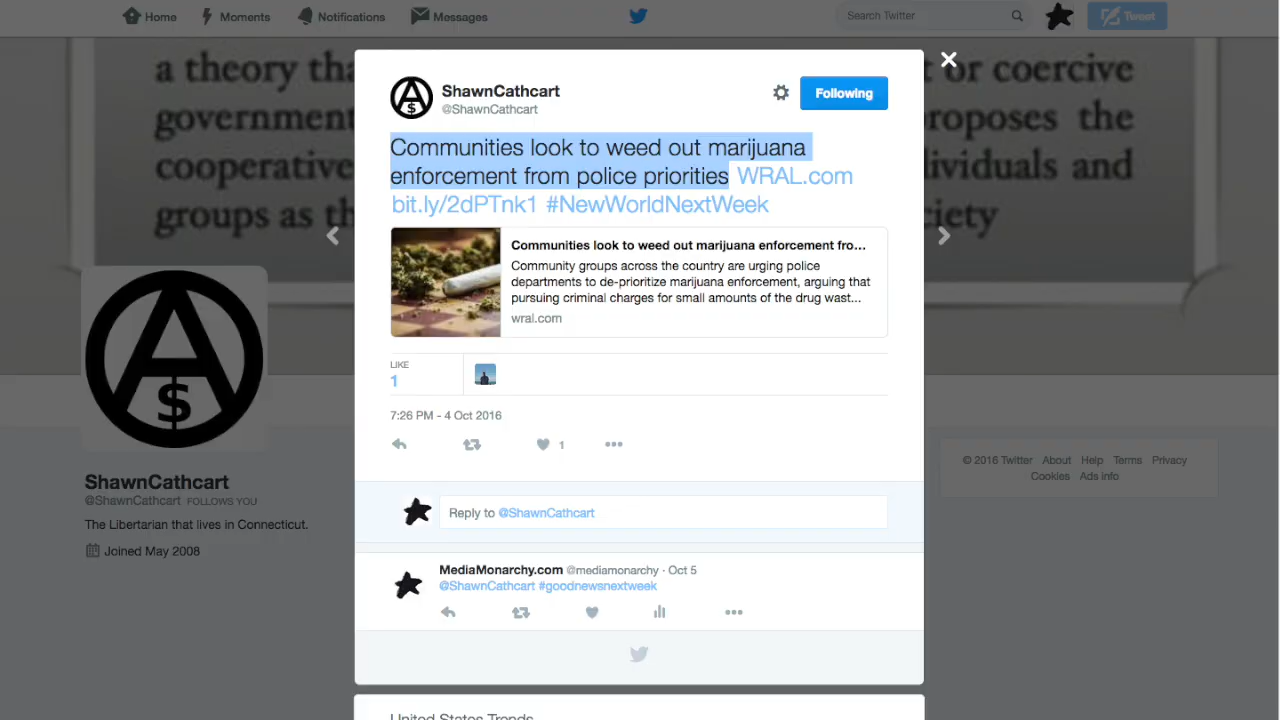 Home
Moments
Notifications
Messages
Search Twitter
Tweet
a theory tha
or coercive
government
proposes the
cooperative
individuals and
groups as th
ShawnCathcart
@ShawnCathcart
Following
Communities look to weed out marijuana
enforcement from police priorities WRAL.com
bit.ly/2dPTnk1 #NewWorldNextWeek
Communities look to weed out marijuana enforcement fro...
Community groups across the country are urging police
departments to de-prioritize marijuana enforcement, arguing that
pursuing criminal charges for small amounts of the drug wast...
wral.com
LIKE
1
7:26 PM - 4 Oct 2016
1
Reply to @ShawnCathcart
MediaMonarchy.com @mediamonarchy · Oct 5
@ShawnCathcart #goodnewsnextweek
A
$
ShawnCathcart
@ShawnCathcart FOLLOWS YOU
The Libertarian that lives in Connecticut.
Joined May 2008
© 2016 Twitter About Help Terms Privacy
Cookies Ads info